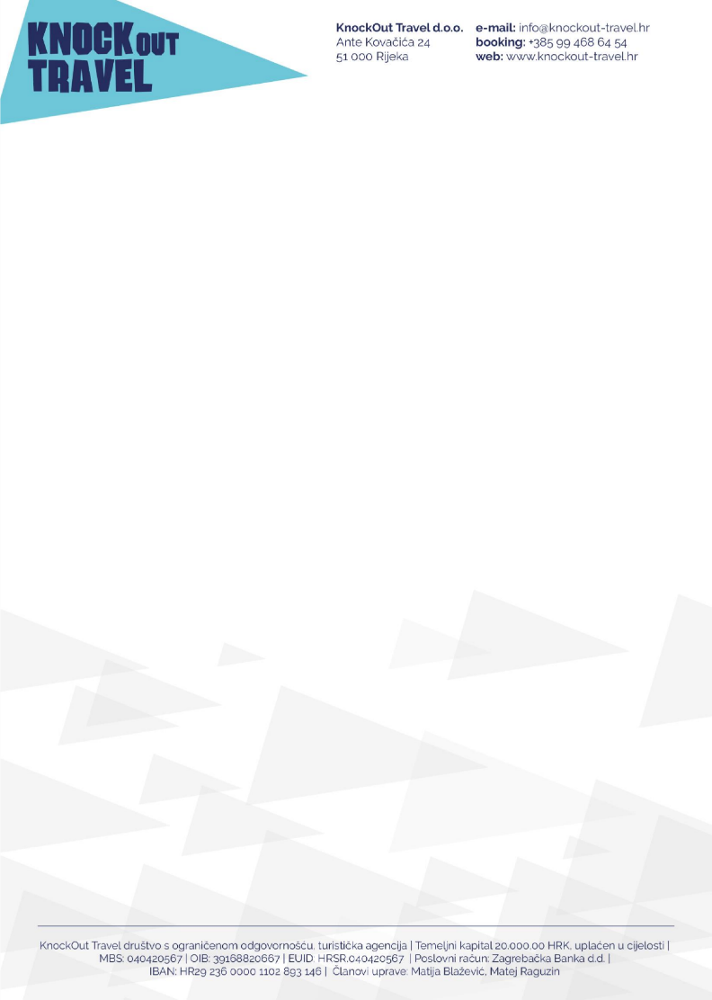 KNOCK OUT
TRAVEL
KnockOut Travel d.o.o.
Ante Kovačića 24
51 000 Rijeka
e-mail: info@knockout-travel.hr
booking: +385 99 468 64 54
web: www.knockout-travel.hr
KnockOut Travel društvo s ograničenom odgovornošću, turistička agencija | Temeljni kapital 20.000,00 HRK, uplaćen u cijelosti |
MBS: 040420567 | OIB: 39168820667 | EUID: HRSR.040420567 | Poslovni račun: Zagrebačka Banka d.d. |
IBAN: HR29 236 0000 1102 893 146 | Članovi uprave: Matija Blažević, Matej Raguzin